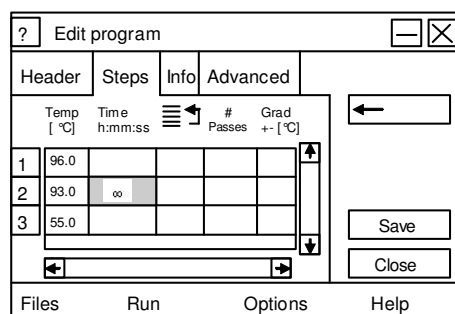 ? Edit program
Header Steps Info Advanced
Temp Time # Grad
[ °C] h:mm:ss Passes +- [ °C]
1 96.0
2 93.0 ∞
3 55.0
Save
Close
Files Run Options Help